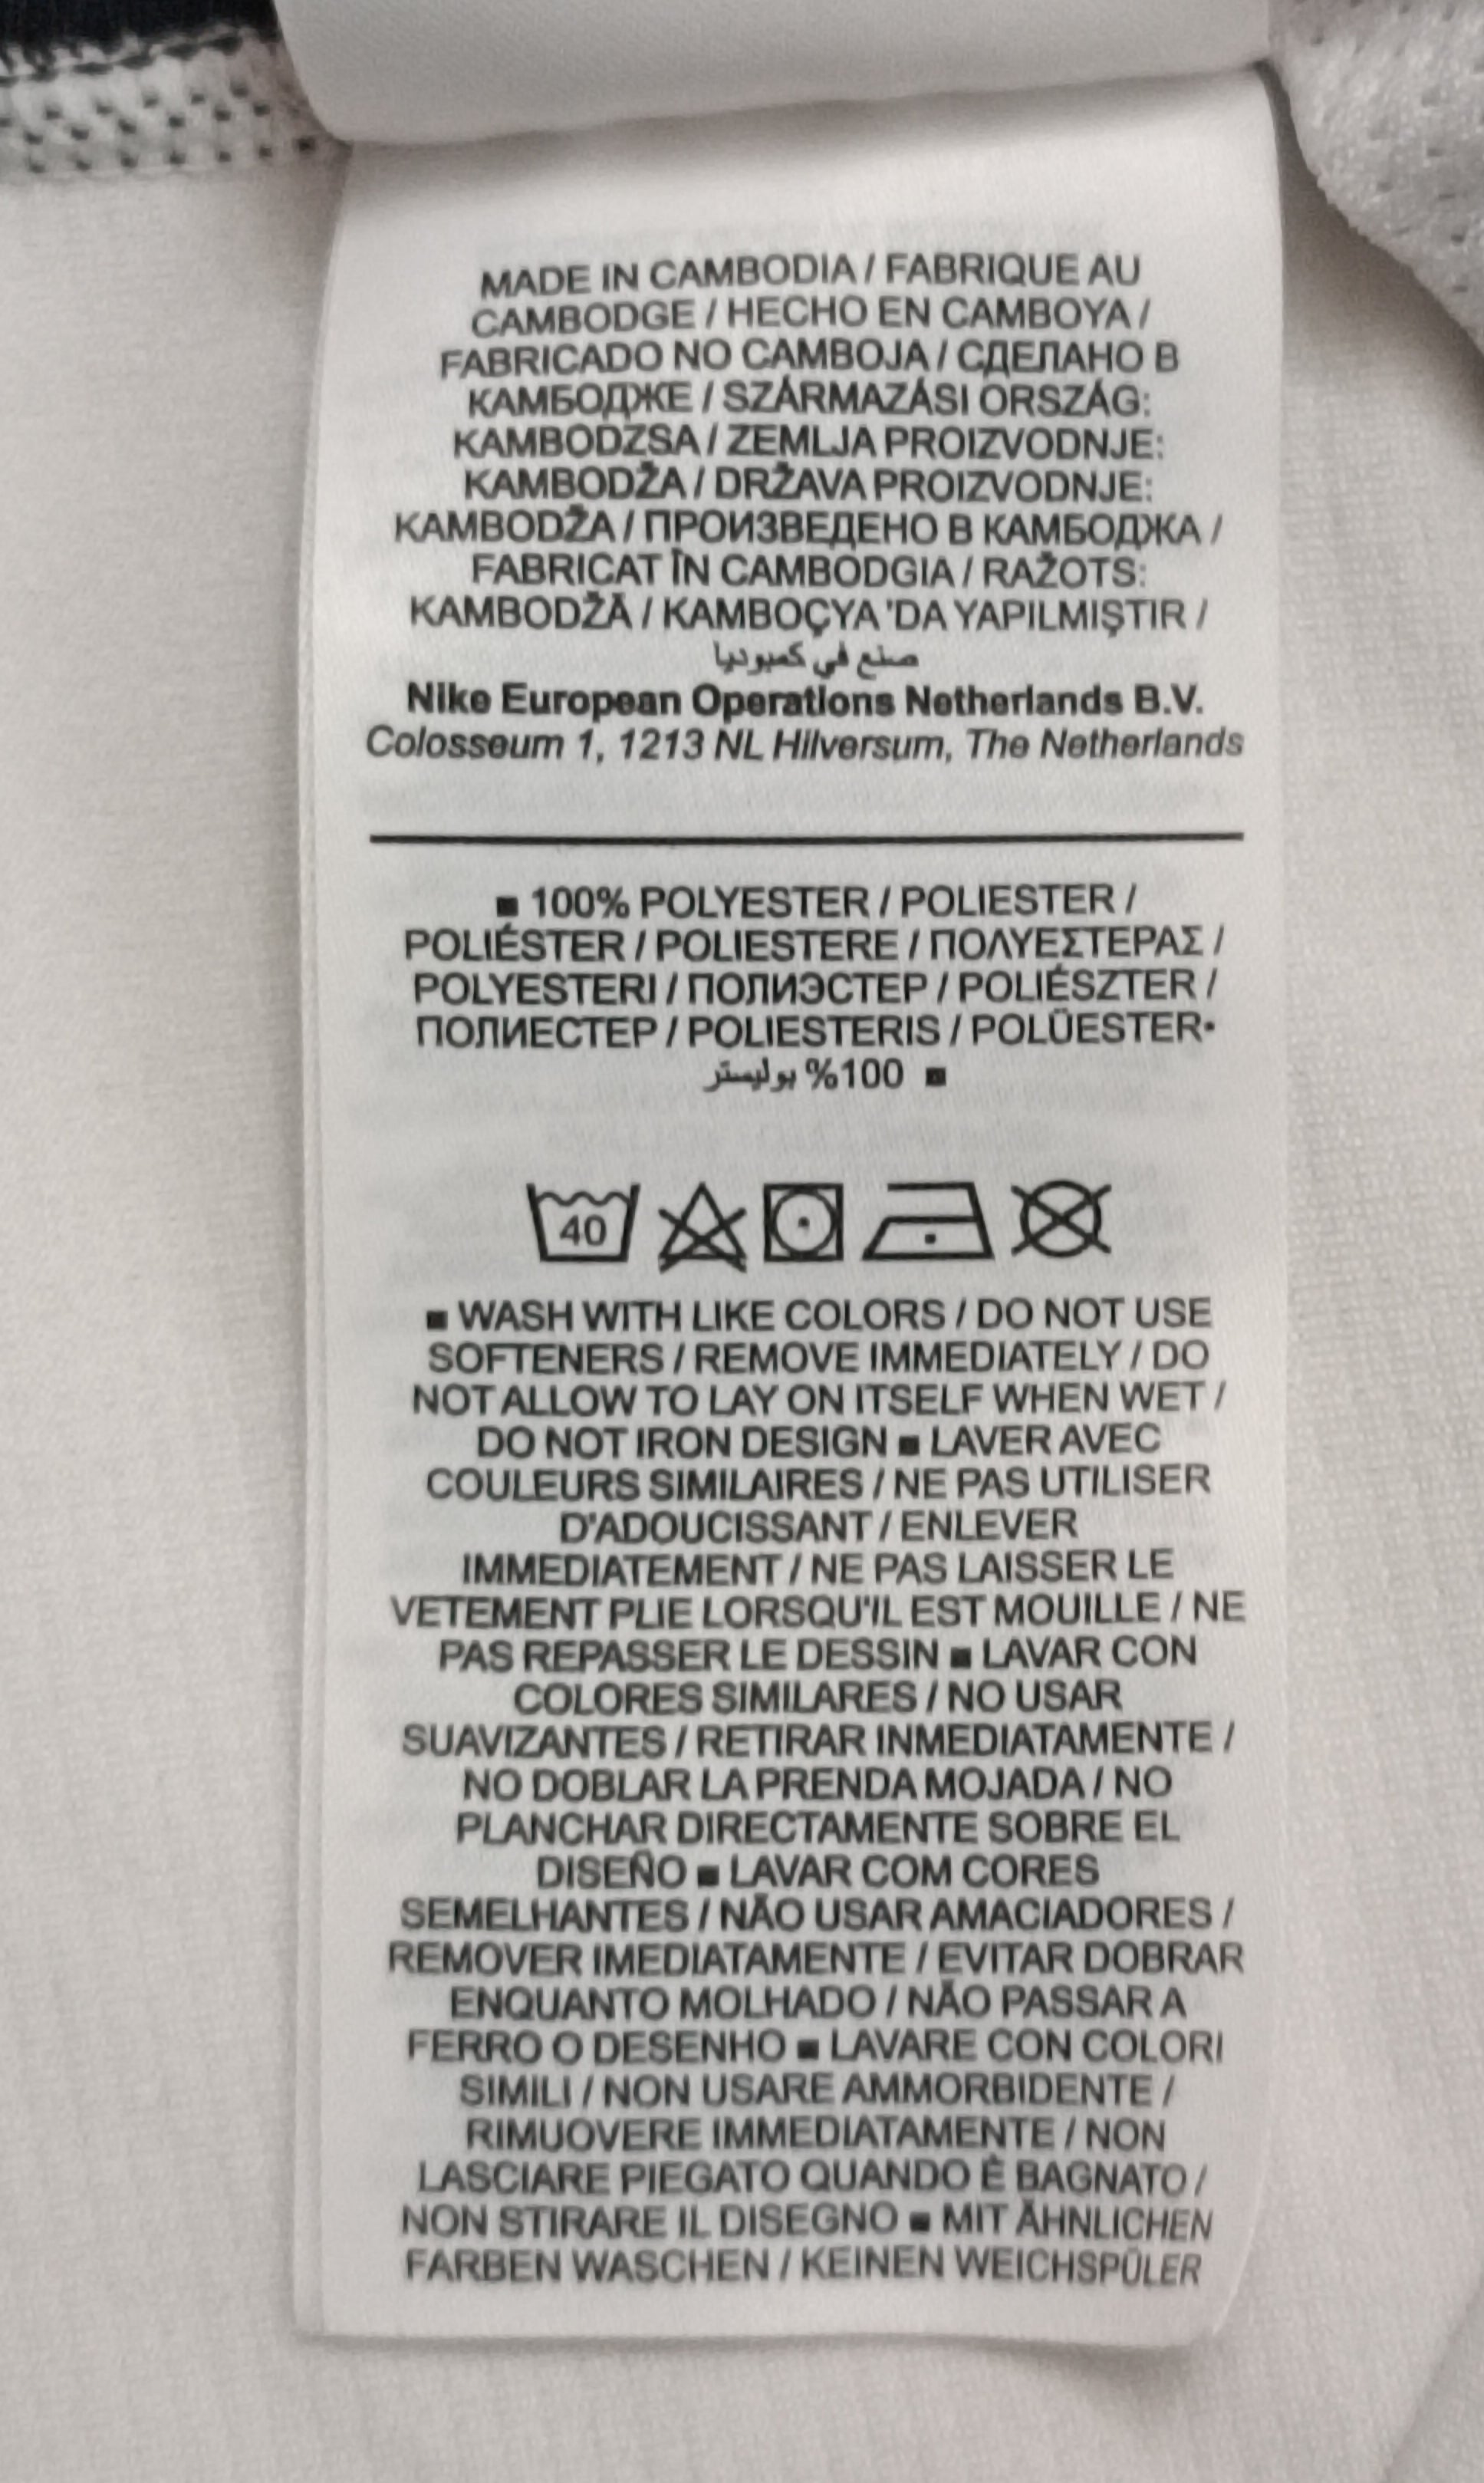 MADE IN CAMBODIA / FABRIQUE AU
CAMBODGE / HECHO EN CAMBOYA /
FABRICADO NO CAMBOJA / СДЕЛАНО В
КАМБОДЖЕ / SZÁRMAZÁSI ORSZÁG:
KAMBODZSA / ZEMLJA PROIZVODNJE:
KAMBODŽA / DRŽAVA PROIZVODNJE:
KAMBODŽA / ПРОИЗВЕДЕНО В КАМБОДЖА /
FABRICAT ÎN CAMBODGIA / RAŽOTS:
KAMBODŽĀ / KAMBOÇYA 'DA YAPILMIŞTIR /
صنع في كمبوديا
Nike European Operations Netherlands B.V.
Colosseum 1, 1213 NL Hilversum, The Netherlands
■ 100% POLYESTER / POLIESTER /
POLIÉSTER / POLIESTERE / ΠΟΛΥΕΣΤΕΡΑΣ /
POLYESTERI / ПОЛИЭСТЕР / POLIÉSZTER /
ПОЛИЕСТЕР / POLIESTERIS / POLÜESTER▪
■ 100% بوليستر
40
■ WASH WITH LIKE COLORS / DO NOT USE
SOFTENERS / REMOVE IMMEDIATELY / DO
NOT ALLOW TO LAY ON ITSELF WHEN WET /
DO NOT IRON DESIGN ■ LAVER AVEC
COULEURS SIMILAIRES / NE PAS UTILISER
D'ADOUCISSANT / ENLEVER
IMMEDIATEMENT / NE PAS LAISSER LE
VETEMENT PLIE LORSQU'IL EST MOUILLE / NE
PAS REPASSER LE DESSIN ■ LAVAR CON
COLORES SIMILARES / NO USAR
SUAVIZANTES / RETIRAR INMEDIATAMENTE /
NO DOBLAR LA PRENDA MOJADA / NO
PLANCHAR DIRECTAMENTE SOBRE EL
DISEÑO ■ LAVAR COM CORES
SEMELHANTES / NÃO USAR AMACIADORES /
REMOVER IMEDIATAMENTE / EVITAR DOBRAR
ENQUANTO MOLHADO / NÃO PASSAR A
FERRO O DESENHO ■ LAVARE CON COLORI
SIMILI / NON USARE AMMORBIDENTE /
RIMUOVERE IMMEDIATAMENTE / NON
LASCIARE PIEGATO QUANDO È BAGNATO /
NON STIRARE IL DISEGNO ■ MIT ÄHNLICHEN
FARBEN WASCHEN / KEINEN WEICHSPÜLER